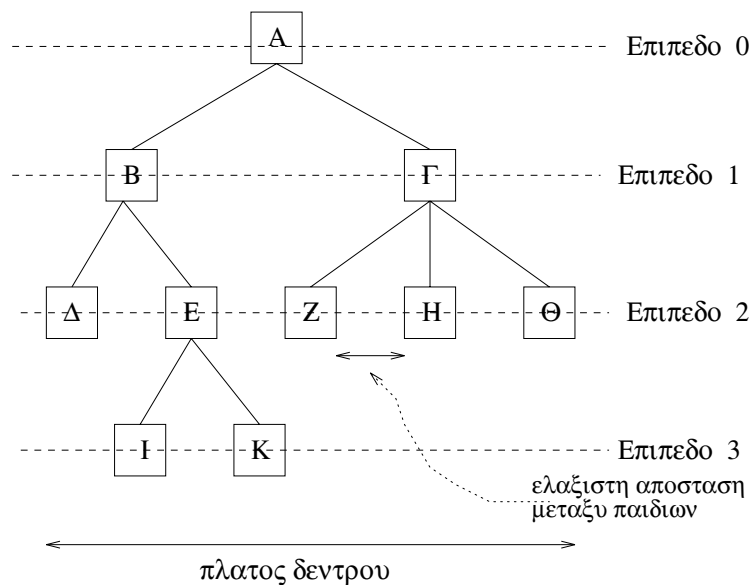 Α
Επιπεδο 0
Β
Γ
Επιπεδο 1
Δ
Ε
Ζ
Η
Θ
Επιπεδο 2
Ι
Κ
Επιπεδο 3
ελαξιστη αποσταση
μεταξυ παιδιων
πλατος δεντρου